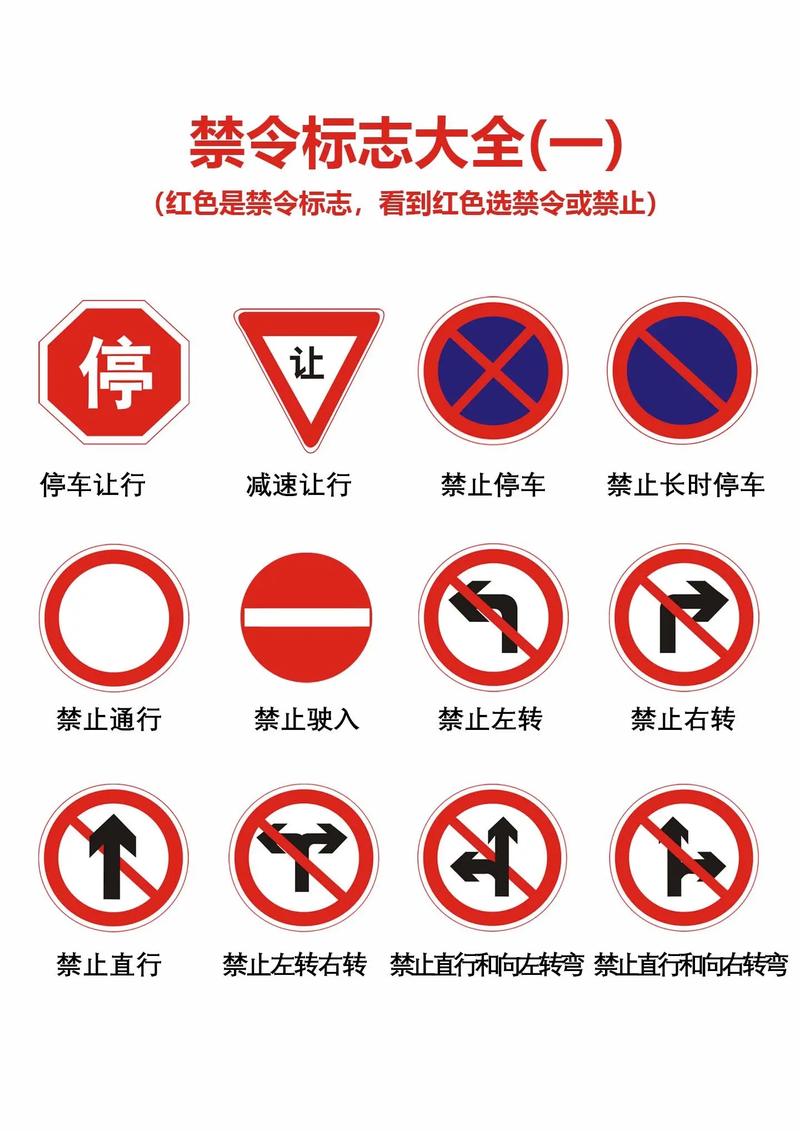 禁令标志大全(一)
(红色是禁令标志，看到红色选禁令或禁止)
停
让
停车让行
减速让行
禁止停车
禁止长时停车
禁止通行
禁止驶入
禁止左转
禁止右转
禁止直行
禁止左转右转
禁止直行和向左转弯
禁止直行和向右转弯